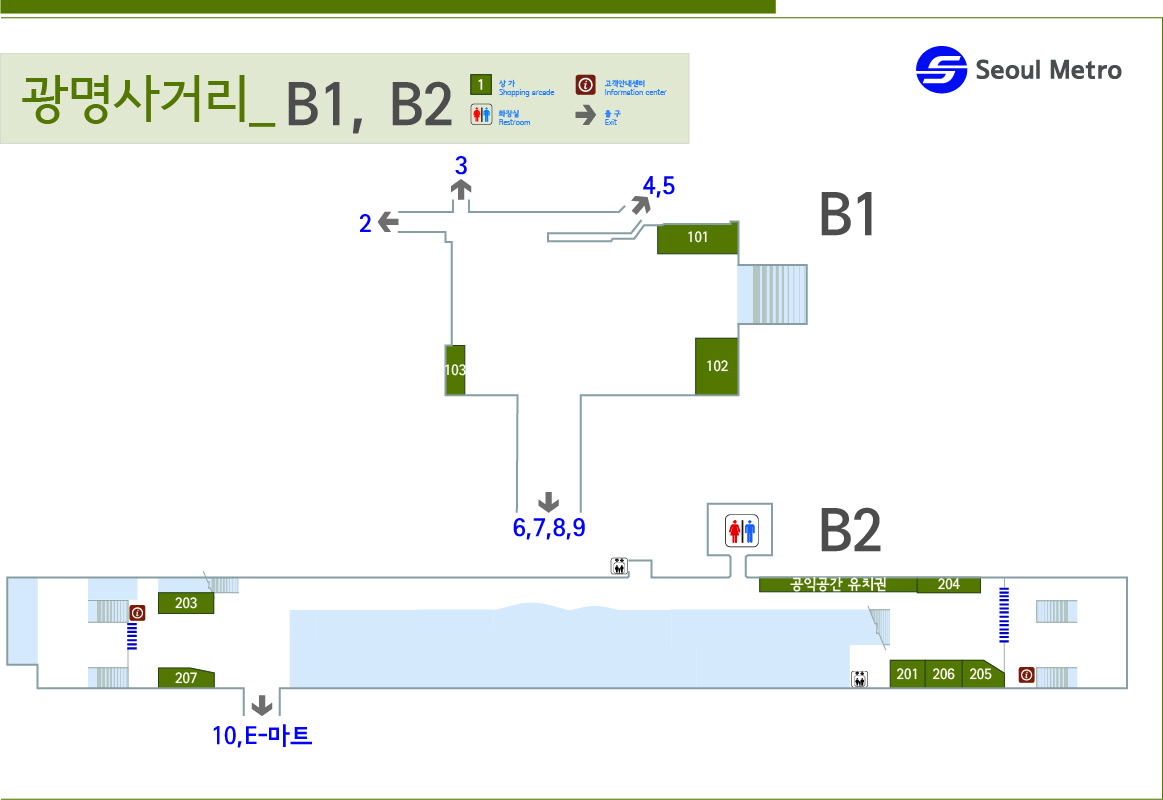 광명사거리_ B1, B2
1 상 가
Shopping arcade
고객안내센터
Information center
화장실
Restroom
출 구
Exit
Seoul Metro
3
4,5
2
B1
101
102
103
6,7,8,9
B2
공익공간 유치권
204
203
207
201
206
205
10,E-마트